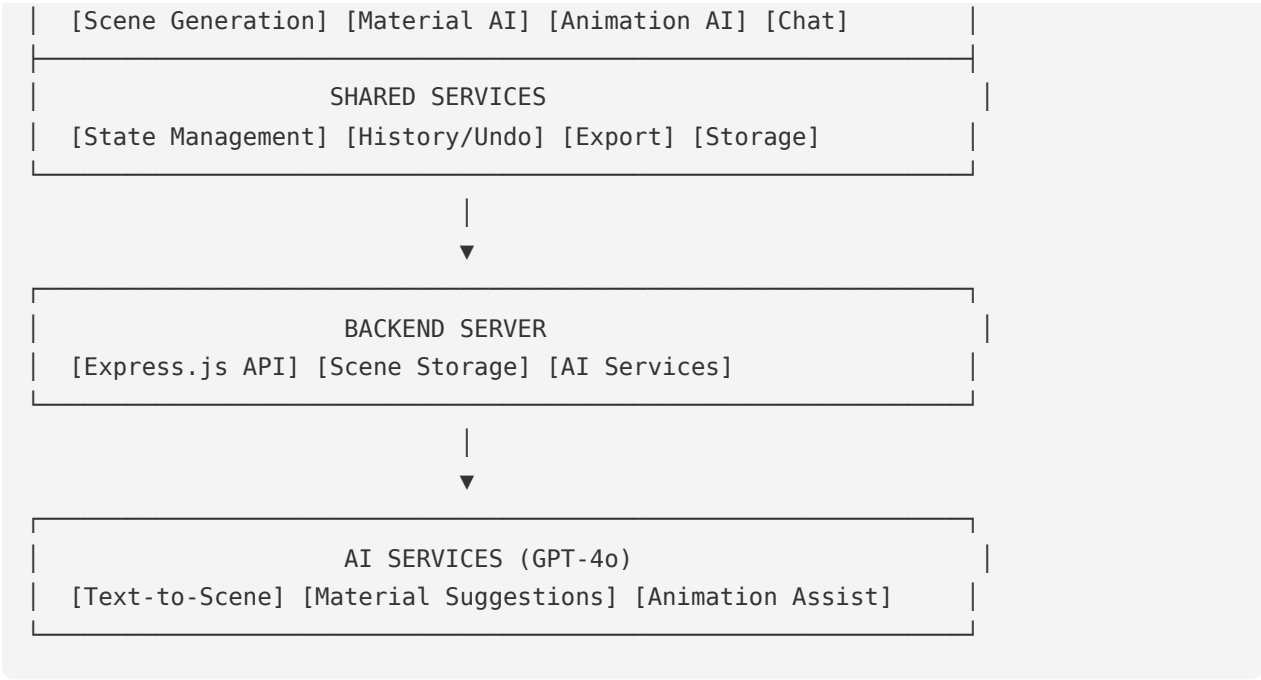 [Scene Generation] [Material AI] [Animation AI] [Chat]
SHARED SERVICES
[State Management] [History/Undo] [Export] [Storage]
BACKEND SERVER
[Express.js API] [Scene Storage] [AI Services]
AI SERVICES (GPT-4o)
[Text-to-Scene] [Material Suggestions] [Animation Assist]